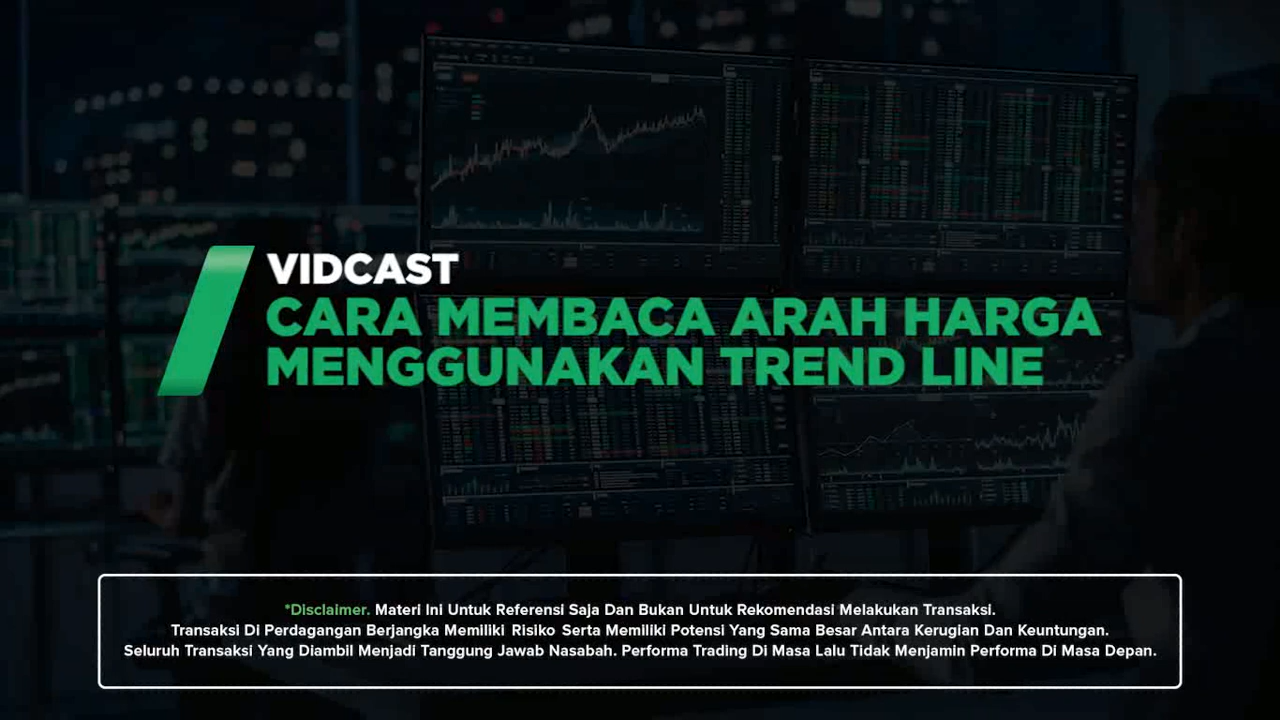 VIDCAST
CARA MEMBACA ARAH HARGA
MENGGUNAKAN TREND LINE
*Disclaimer. Materi Ini Untuk Referensi Saja Dan Bukan Untuk Rekomendasi Melakukan Transaksi.
Transaksi Di Perdagangan Berjangka Memiliki Risiko Serta Memiliki Potensi Yang Sama Besar Antara Kerugian Dan Keuntungan.
Seluruh Transaksi Yang Diambil Menjadi Tanggung Jawab Nasabah. Performa Trading Di Masa Lalu Tidak Menjamin Performa Di Masa Depan.